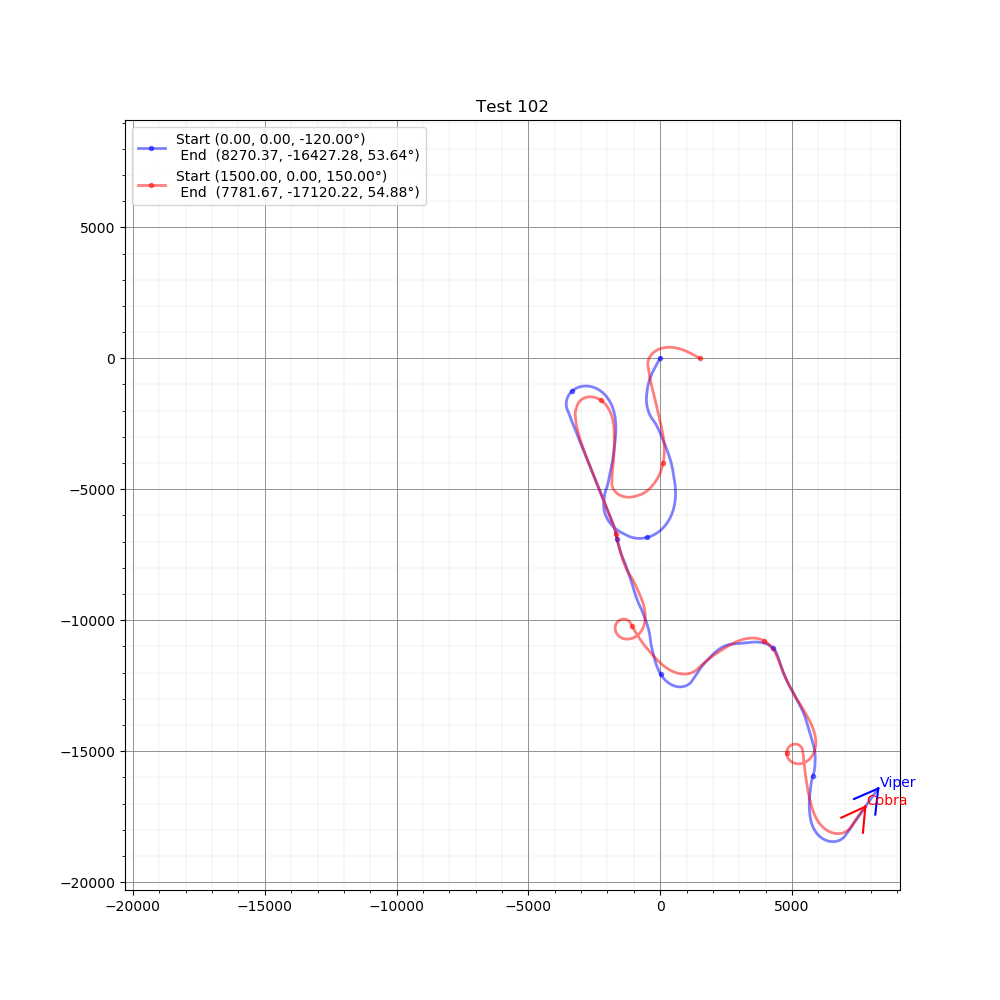 Test 102
Start (0.00, 0.00, -120.00°)
End (8270.37, -16427.28, 53.64°)
Start (1500.00, 0.00, 150.00°)
End (7781.67, -17120.22, 54.88°)
5000
0
−5000
−10000
−15000
−20000
Viper
Cobra
−20000 −15000 −10000 −5000 0 5000